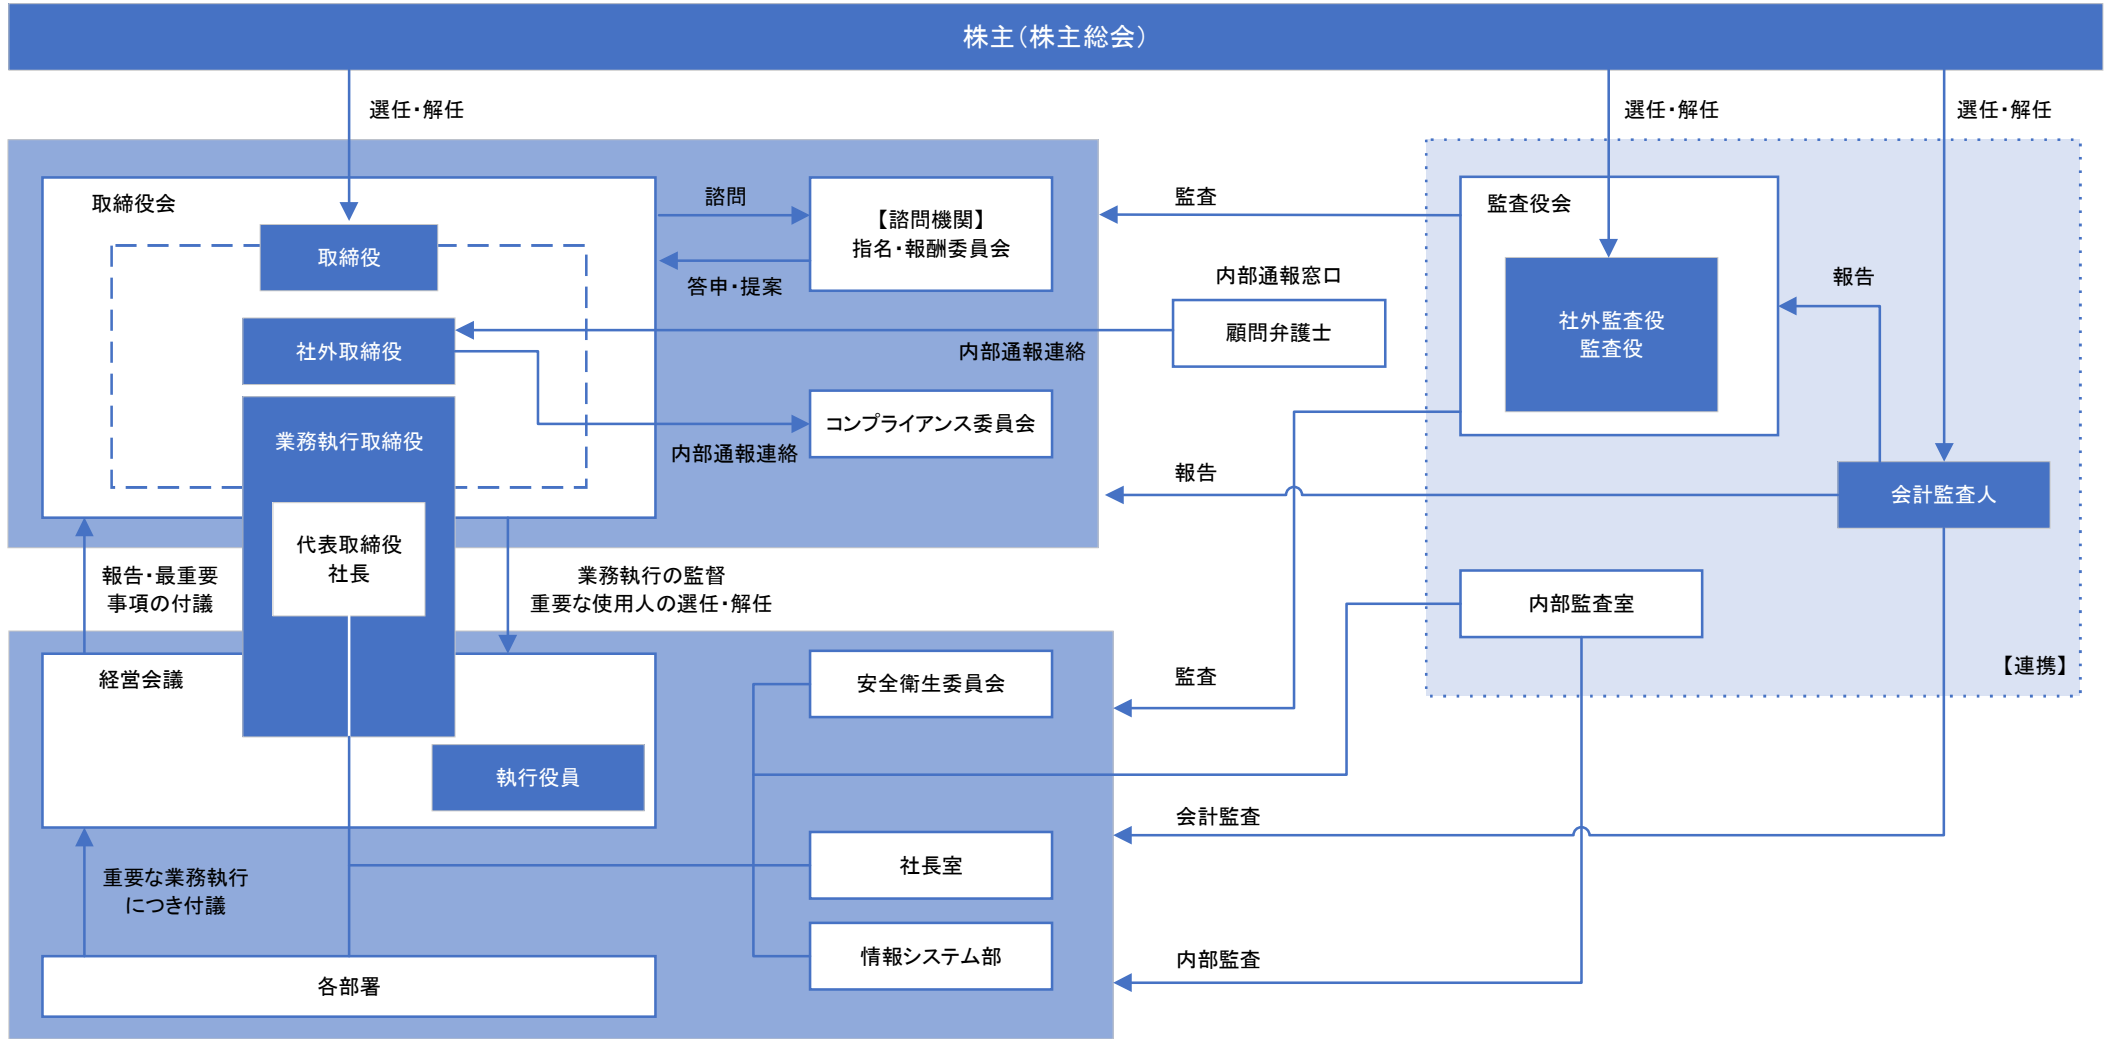 株主（株主総会）
選任・解任
選任・解任
選任・解任
取締役会
取締役
社外取締役
業務執行取締役
代表取締役
社長
諮問
答申・提案
【諮問機関】
指名・報酬委員会
内部通報連絡
内部通報連絡
コンプライアンス委員会
監査
内部通報窓口
顧問弁護士
報告
監査役会
社外監査役
監査役
報告
会計監査人
内部監査室
【連携】
報告・最重要
事項の付議
業務執行の監督
重要な使用人の選任・解任
経営会議
執行役員
安全衛生委員会
監査
会計監査
社長室
重要な業務執行
につき付議
情報システム部
内部監査
各部署